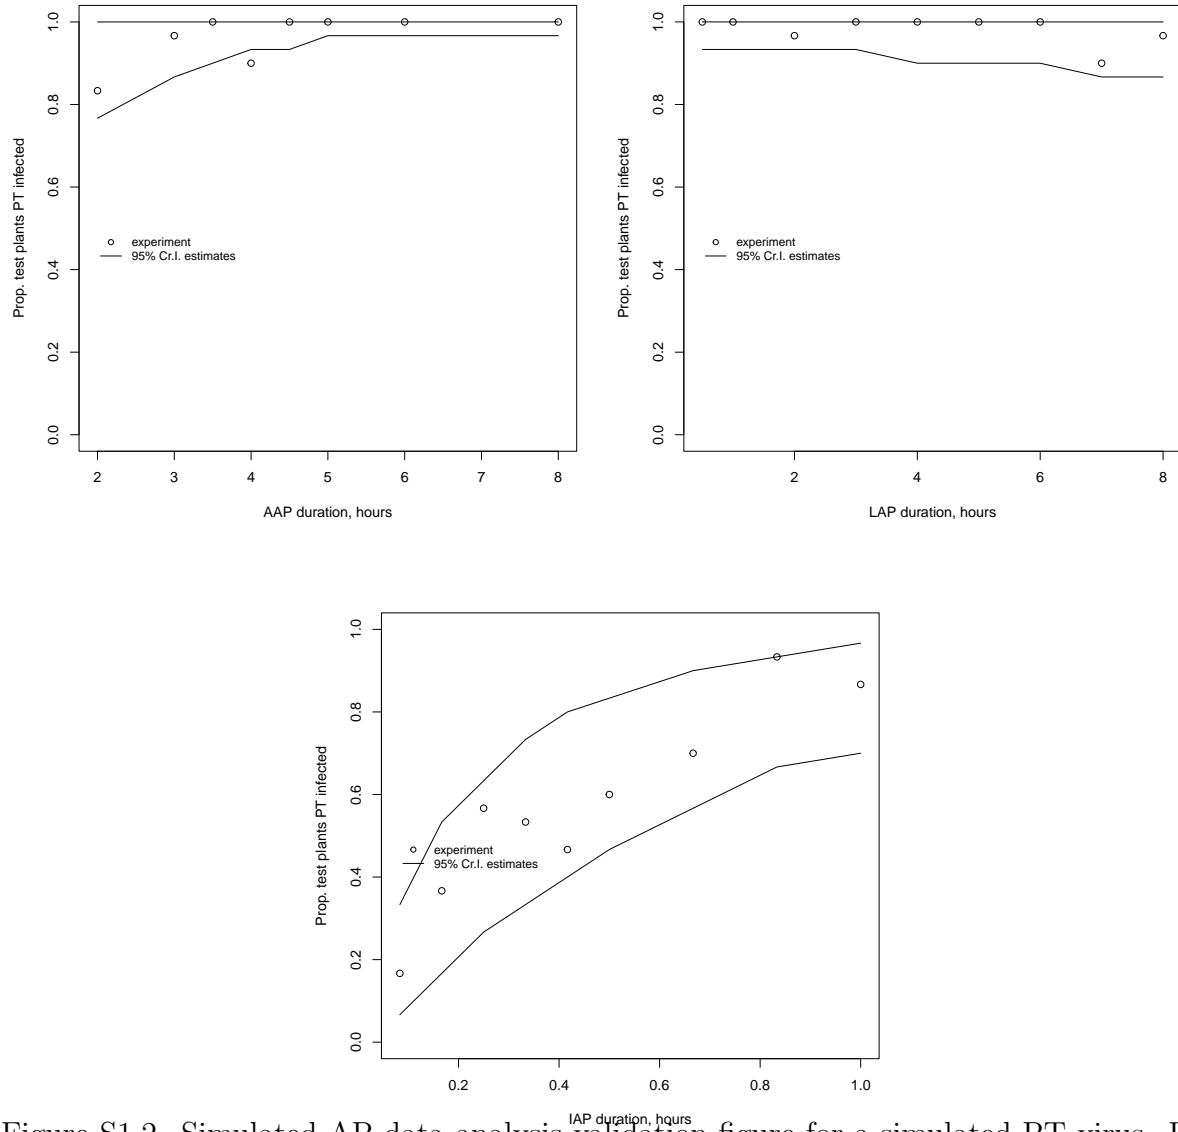 Prop. test plants PT infected
1.0
0.8
0.6
0.4
0.2
0.0
experiment
95% Cr.I. estimates
2 3 4 5 6 7 8
AAP duration, hours
Prop. test plants PT infected
1.0
0.8
0.6
0.4
0.2
0.0
experiment
95% Cr.I. estimates
2 4 6 8
LAP duration, hours
Prop. test plants PT infected
1.0
0.8
0.6
0.4
0.2
0.0
experiment
95% Cr.I. estimates
0.2 0.4 0.6 0.8 1.0
IAP duration, hours
Figure S1.2. Simulated AP data analysis validation figure for a simulated PT virus.